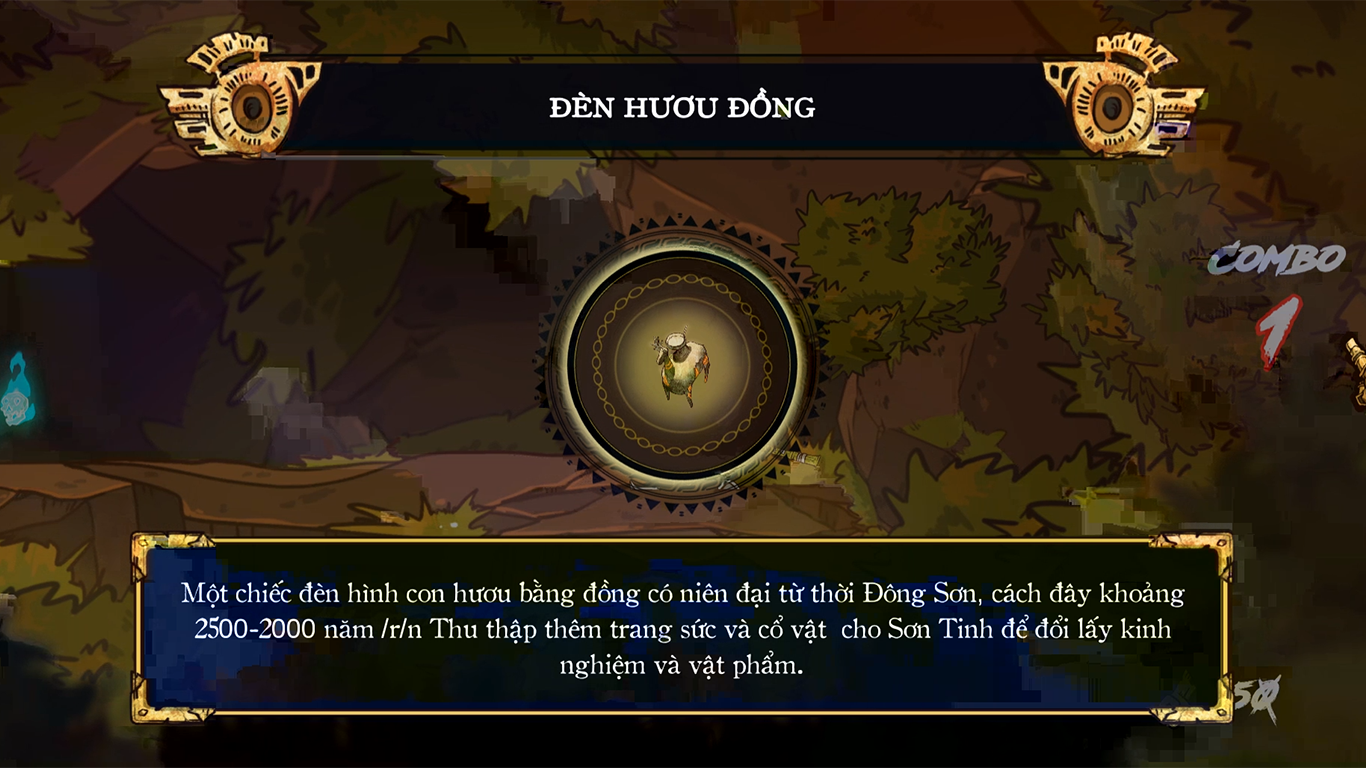 ĐÈN HƯƠU ĐỒNG
COMBO
1
Một chiếc đèn hình con hươu bằng đồng có niên đại từ thời Đông Sơn, cách đây khoảng
2500-2000 năm /r/n Thu thập thêm trang sức và cổ vật  cho Sơn Tinh để đổi lấy kinh
nghiệm và vật phẩm.